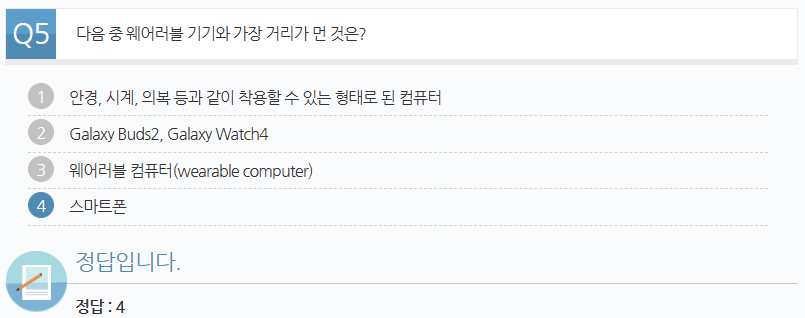 Q5 다음 중 웨어러블 기기와 가장 거리가 먼 것은?
1 안경, 시계, 의복 등과 같이 착용할 수 있는 형태로 된 컴퓨터
2 Galaxy Buds2, Galaxy Watch4
3 웨어러블 컴퓨터(wearable computer)
4 스마트폰
정답입니다.
정답 : 4